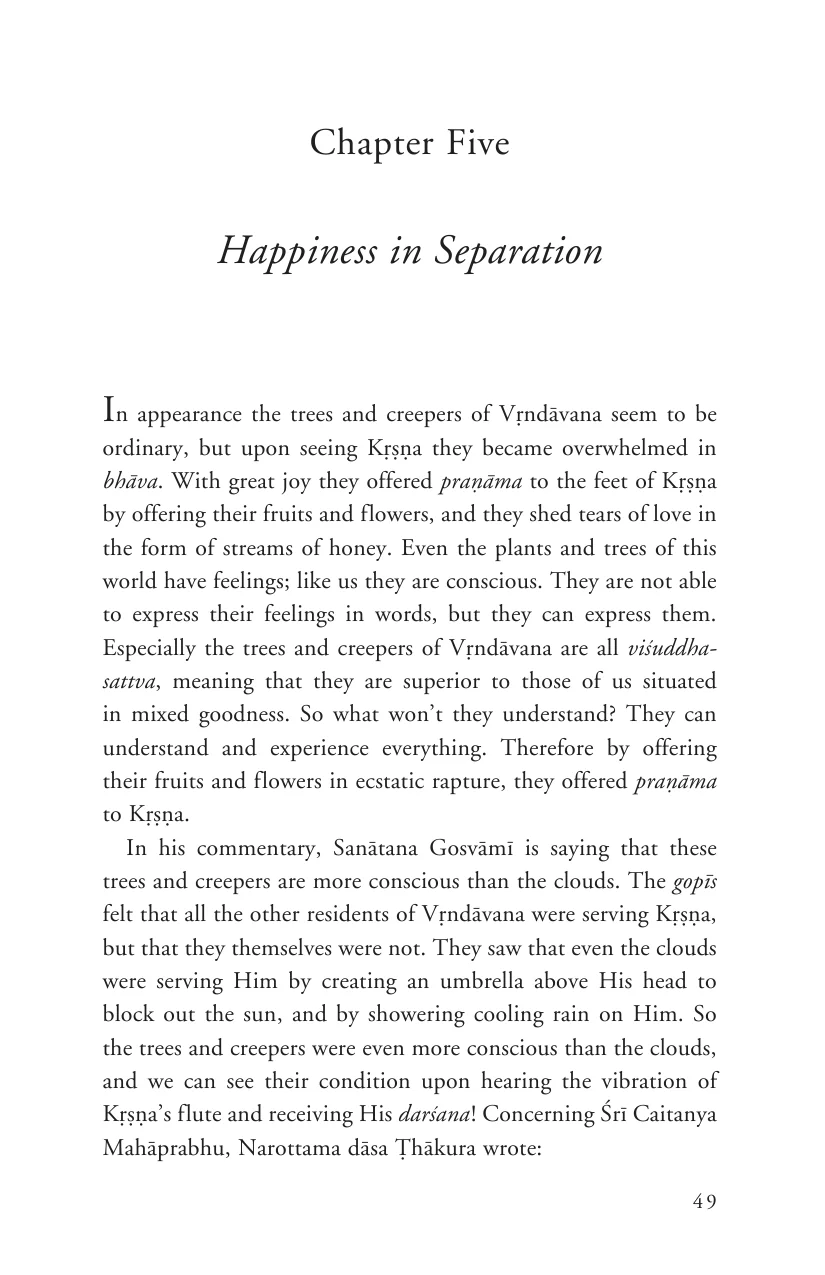 Chapter Five
Happiness in Separation
In appearance the trees and creepers of Vṛndāvana seem to be
ordinary, but upon seeing Kṛṣṇa they became overwhelmed in
bhāva. With great joy they offered praṇāma to the feet of Kṛṣṇa
by offering their fruits and flowers, and they shed tears of love in
the form of streams of honey. Even the plants and trees of this
world have feelings; like us they are conscious. They are not able
to express their feelings in words, but they can express them.
Especially the trees and creepers of Vṛndāvana are all viśuddha-
sattva, meaning that they are superior to those of us situated
in mixed goodness. So what won’t they understand? They can
understand and experience everything. Therefore by offering
their fruits and flowers in ecstatic rapture, they offered praṇāma
to Kṛṣṇa.
In his commentary, Sanātana Gosvāmī is saying that these
trees and creepers are more conscious than the clouds. The gopīs
felt that all the other residents of Vṛndāvana were serving Kṛṣṇa,
but that they themselves were not. They saw that even the clouds
were serving Him by creating an umbrella above His head to
block out the sun, and by showering cooling rain on Him. So
the trees and creepers were even more conscious than the clouds,
and we can see their condition upon hearing the vibration of
Kṛṣṇa’s flute and receiving His darśana! Concerning Śrī Caitanya
Mahāprabhu, Narottama dāsa Ṭhākura wrote:
49